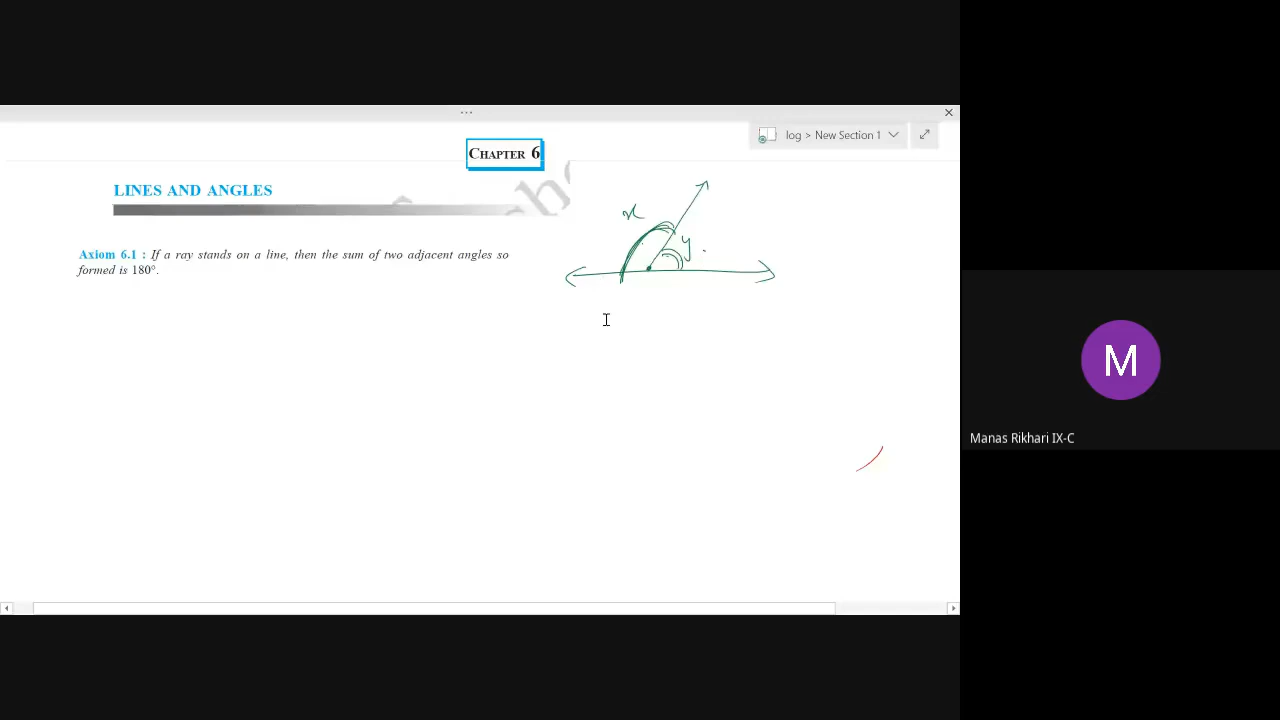 log > New Section 1
CHAPTER 6
LINES AND ANGLES
x
y
Axiom 6.1 : If a ray stands on a line, then the sum of two adjacent angles so
formed is 180°.
M
Manas Rikhari IX-C